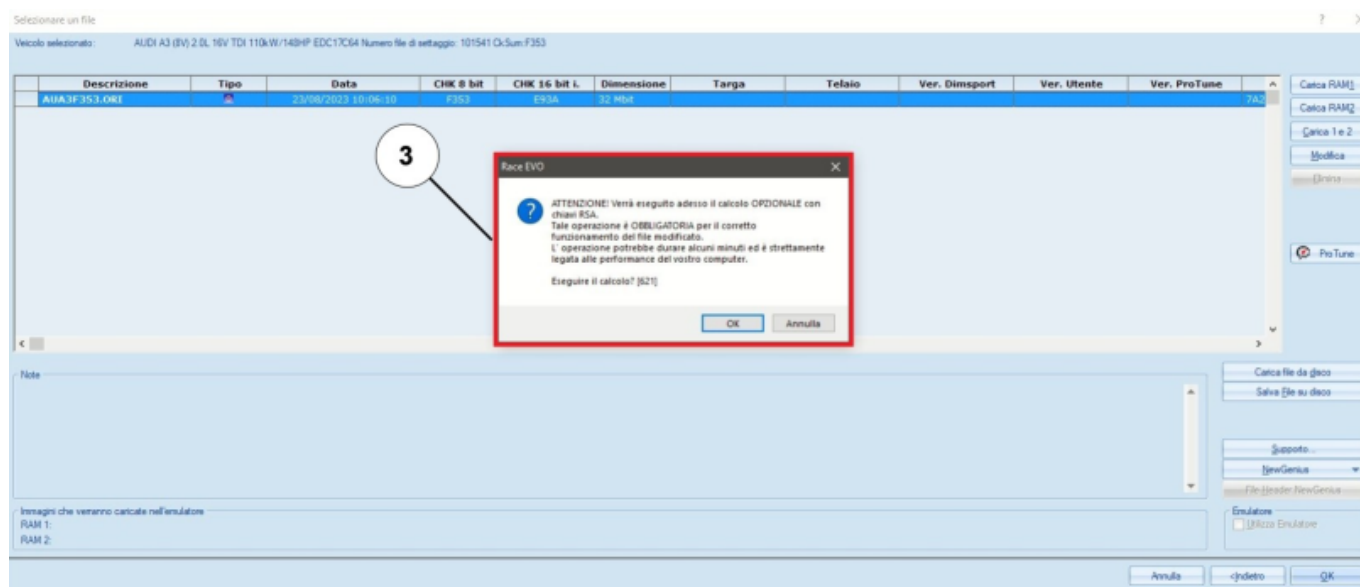 Selezionare un file
Veicolo selezionato: AUDI A3 (8V) 2.0L 16V TDI 110kW/148HP EDC17C64 Numero file di settaggio: 101541 CkSum:F353
Descrizione Tipo Data CHK 8 bit CHK 16 bit i. Dimensione Targa Telaio Ver. Dimsport Ver. Utente Ver. ProTune
AUA3F353.ORI 23/08/2023 10:06:10 F353 E93A 32 Mbit 7A2
Carica RAM1
Carica RAM2
Carica 1 e 2
Modifica
Elimina
ProTune
3
Race EVO
ATTENZIONE! Verrà eseguito adesso il calcolo OPZIONALE con
chiavi RSA.
Tale operazione è OBBLIGATORIA per il corretto
funzionamento del file modificato.
L' operazione potrebbe durare alcuni minuti ed è strettamente
legata alle performance del vostro computer.
Eseguire il calcolo? [621]
OK Annulla
Note
Carica file da disco
Salva File su disco
Supporto...
NewGenius
File Header NewGenius
Immagini che verranno caricate nell'emulatore
RAM 1:
RAM 2:
Emulatore
Utilizza Emulatore
Annulla <Indietro OK